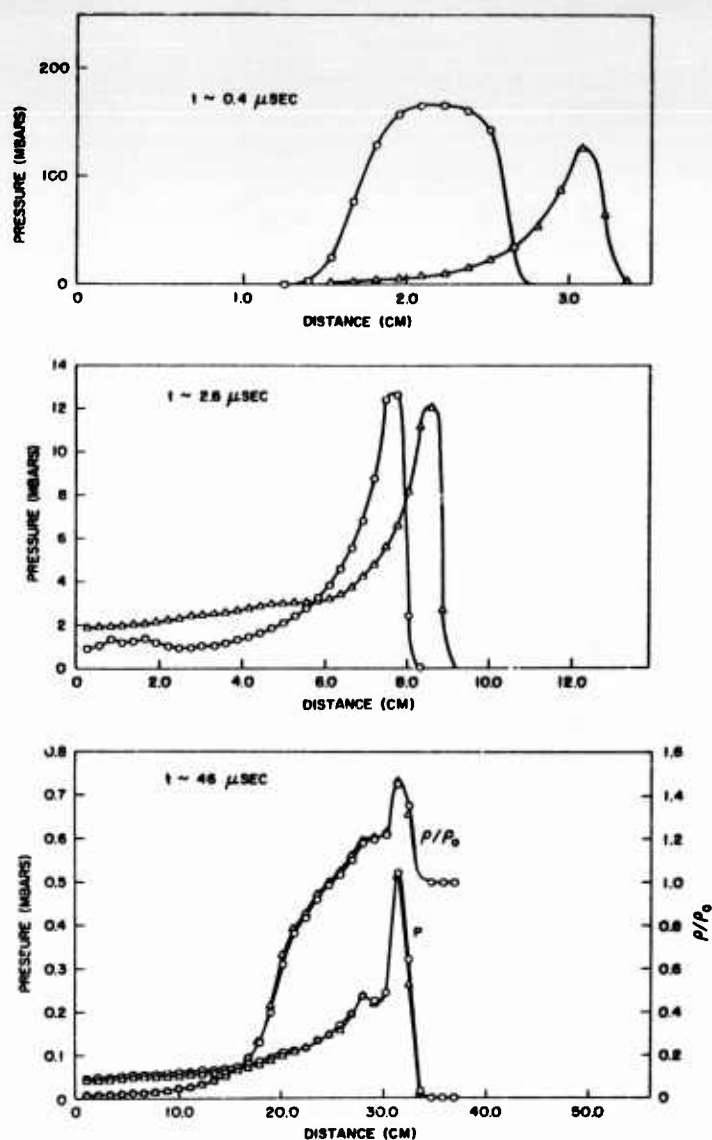 200
100
0
PRESSURE (MBARS)
t ~ 0.4 μSEC
0 1.0 2.0 3.0
DISTANCE (CM)
14
12
10
8
6
4
2
0
PRESSURE (MBARS)
t ~ 2.6 μSEC
0 2.0 4.0 6.0 8.0 10.0 12.0
DISTANCE (CM)
0.8
0.7
0.6
0.5
0.4
0.3
0.2
0.1
0
PRESSURE (MBARS)
t ~ 46 μSEC
ρ/ρ₀
P
1.6
1.4
1.2
1.0
0.8
0.6
0.4
0.2
0
ρ/ρ₀
0 10.0 20.0 30.0 40.0 50.0
DISTANCE (CM)